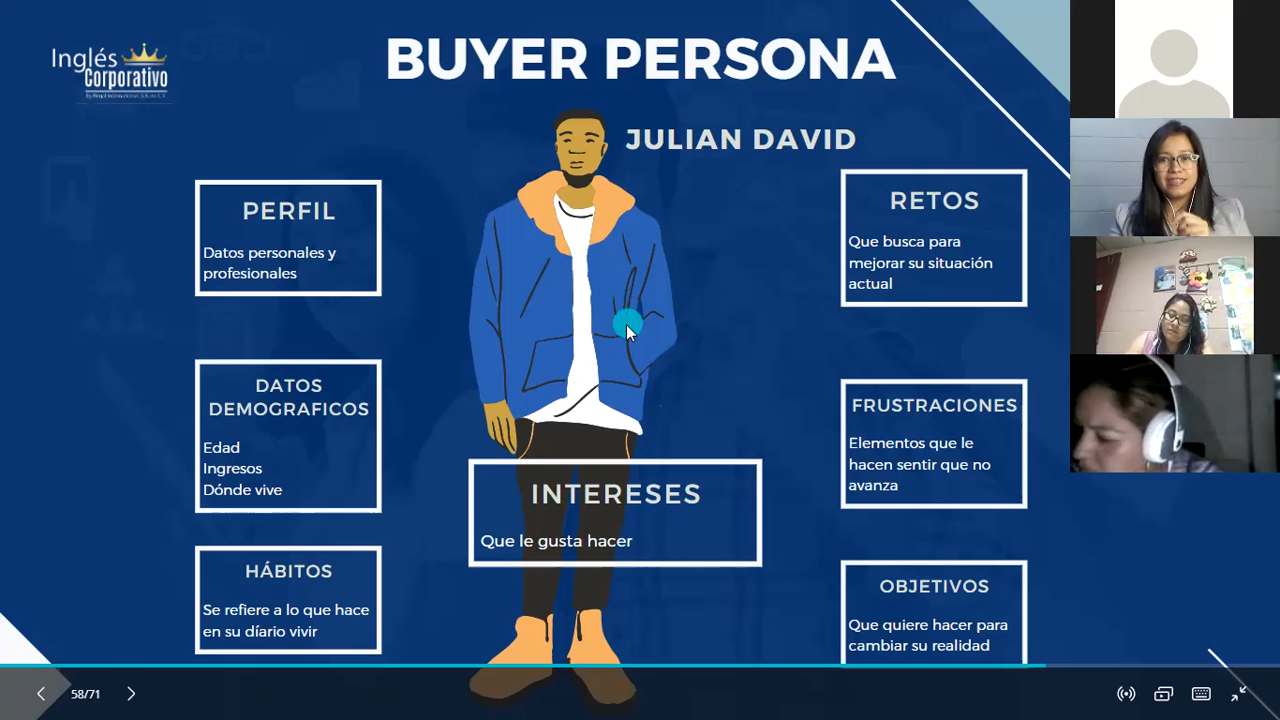 Inglés
Corporativo
BUYER PERSONA
JULIAN DAVID
PERFIL
Datos personales y
profesionales
DATOS
DEMOGRAFICOS
Edad
Ingresos
Dónde vive
HÁBITOS
Se refiere a lo que hace
en su díario vivir
INTERESES
Que le gusta hacer
RETOS
Que busca para
mejorar su situación
actual
FRUSTRACIONES
Elementos que le
hacen sentir que no
avanza
OBJETIVOS
Que quiere hacer para
cambiar su realidad
58/71